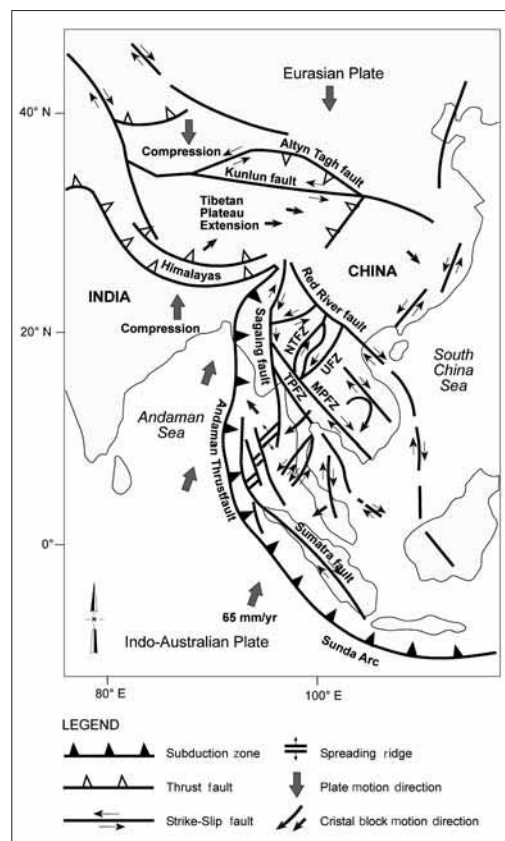 Eurasian Plate
40° N
Compression
Altyn Tagh fault
Kunlun fault
Tibetan
Plateau
Extension
Himalayas
CHINA
INDIA
Compression
Red River fault
20° N
Sagaing fault
NTFZ
UFZ
TPFZ
MPFZ
South
China
Sea
Andaman
Sea
Andaman Thrustfault
0°
Sumatra fault
65 mm/yr
Indo-Australian Plate
Sunda Arc
80° E
100° E
LEGEND
Subduction zone
Spreading ridge
Thrust fault
Plate motion direction
Strike-Slip fault
Cristal block motion direction